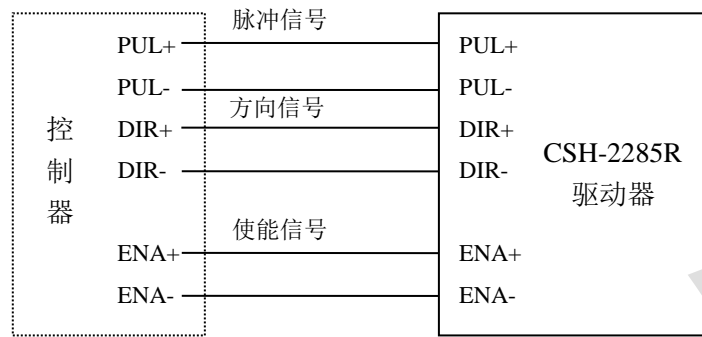 脉冲信号
PUL+
PUL+
PUL-
PUL-
方向信号
DIR+
DIR+
DIR-
DIR-
控
制
器
CSH-2285R
驱动器
使能信号
ENA+
ENA+
ENA-
ENA-